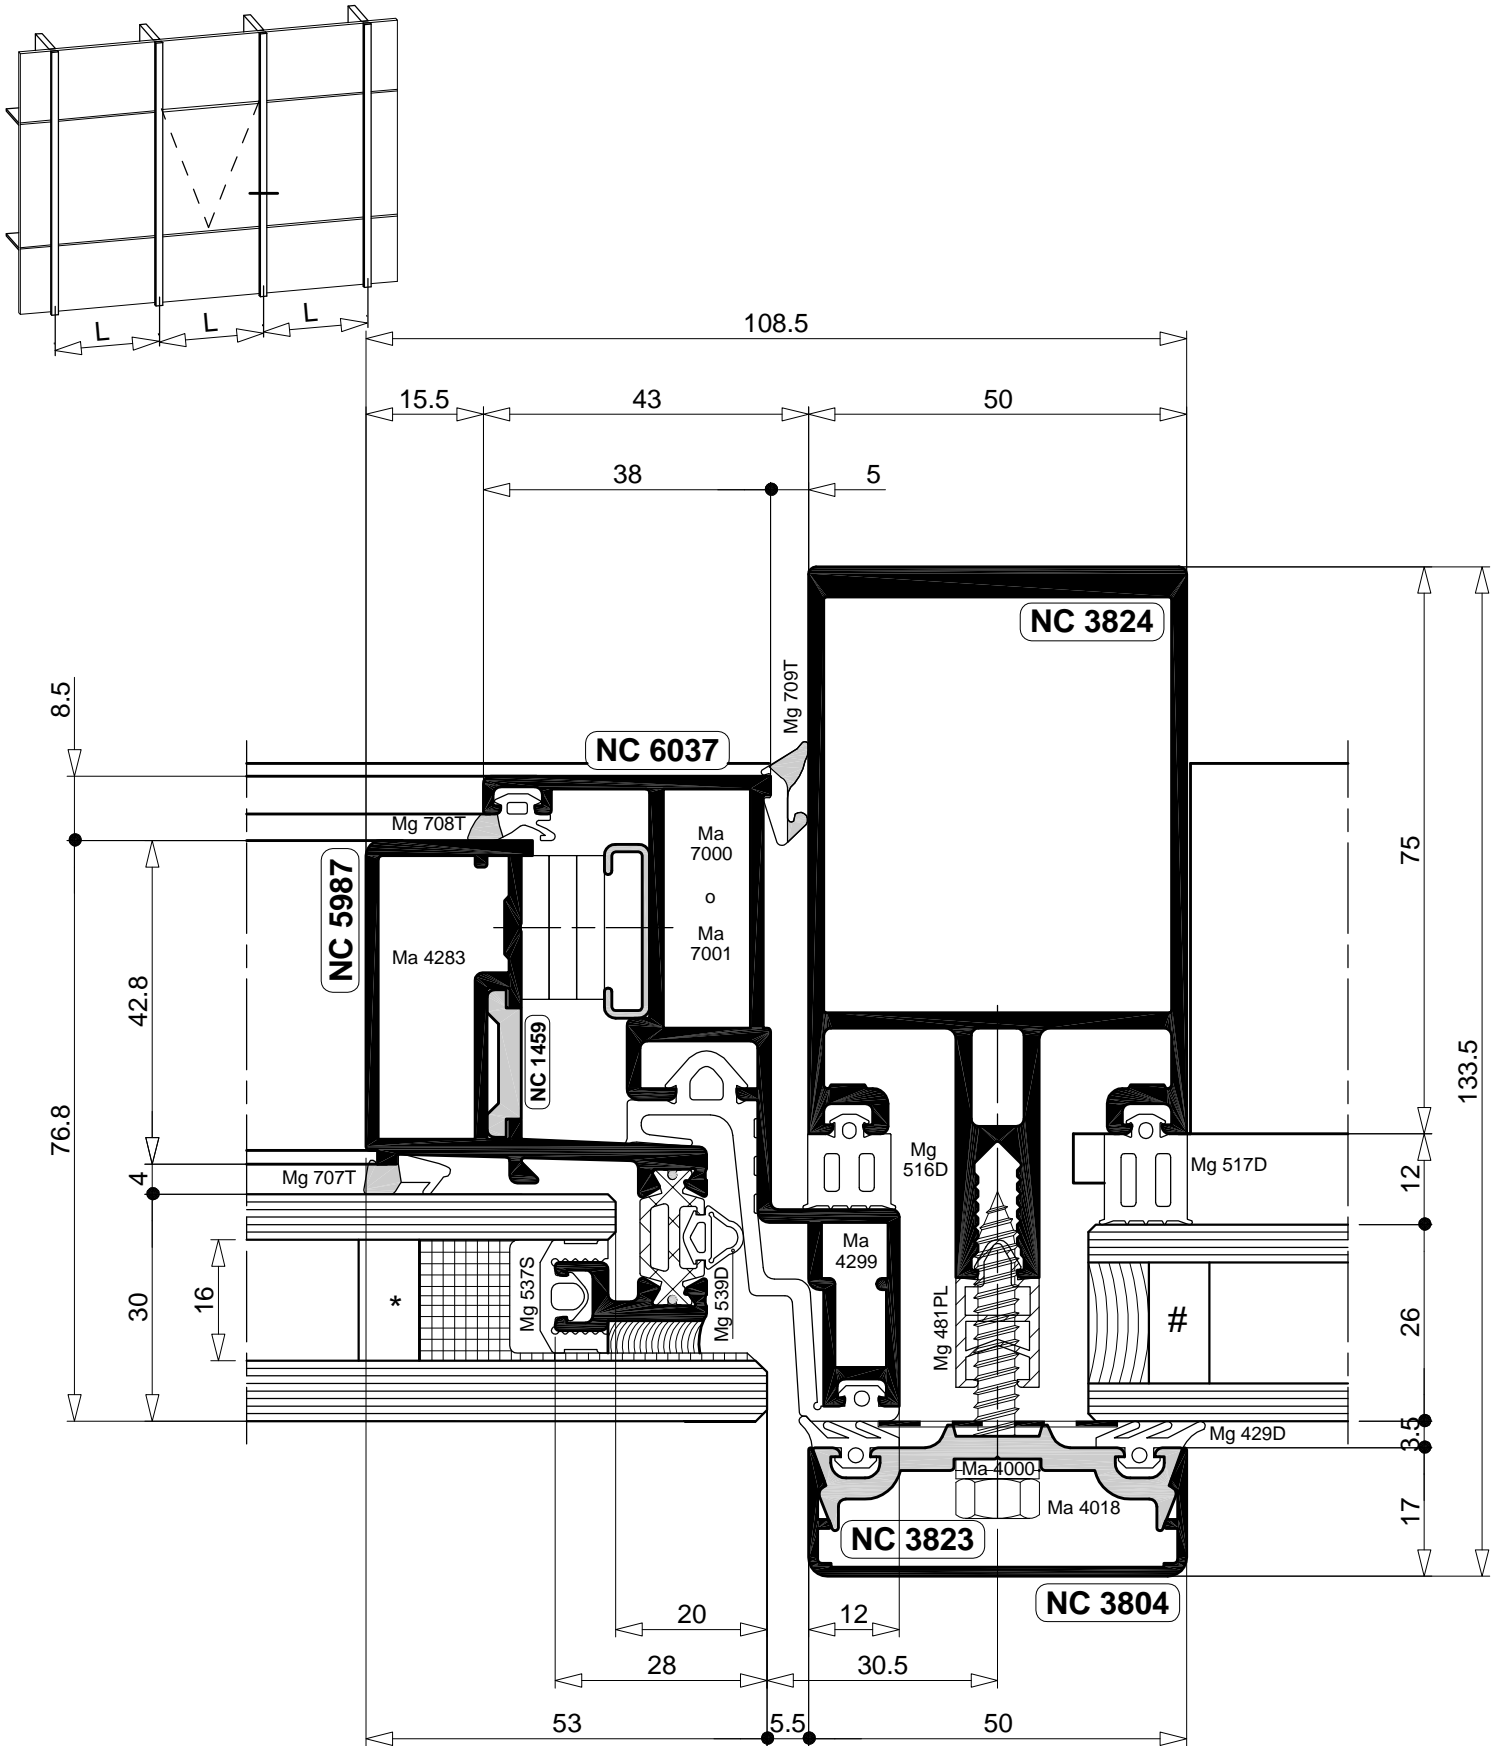 L
L
L
108.5
15.5
43
50
38
5
NC 3824
Mg 709T
8.5
NC 6037
Mg 708T
Ma
7000
o
Ma
7001
75
NC 5987
Ma 4283
42.8
NC 1459
133.5
76.8
Mg
516D
Mg 517D
12
4
Mg 707T
Ma
4299
30
16
*
Mg 537S
Mg 539D
Mg 481PL
#
26
Mg 429D
3.5
Ma 4000
Ma 4018
17
NC 3823
NC 3804
20
12
28
30.5
53
5.5
50